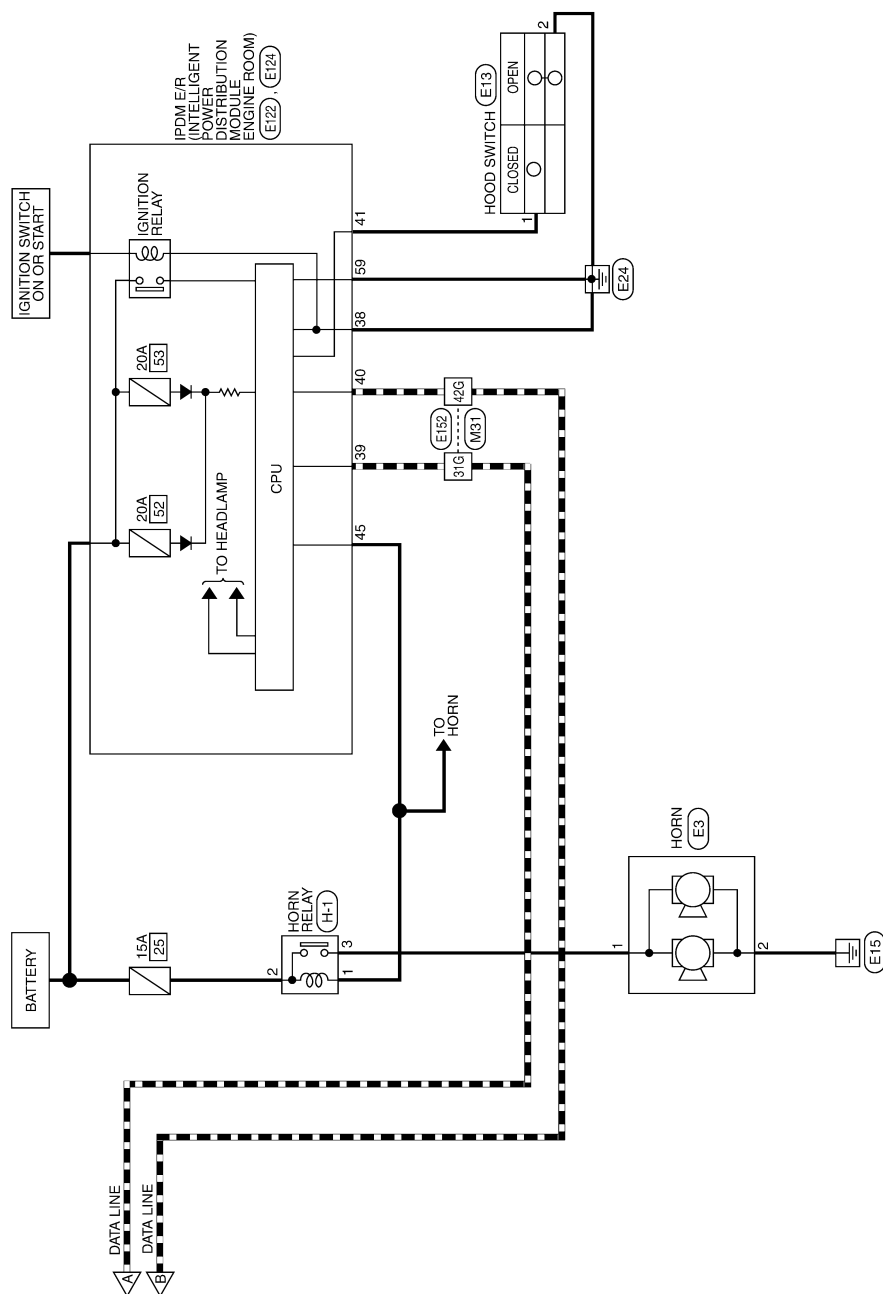 BATTERY
IGNITION SWITCH
ON OR START
15A
25
20A
52
20A
53
IGNITION
RELAY
IPDM E/R
(INTELLIGENT
POWER
DISTRIBUTION
MODULE
ENGINE ROOM)
E122 , E124
TO HEADLAMP
CPU
HORN
RELAY
H-1
2
1
3
45
39
40
38
59
41
TO
HORN
31G
42G
E152
M31
HOOD SWITCH
E13
CLOSED
OPEN
1
2
E24
HORN
E3
1
2
E15
A
DATA LINE
B
DATA LINE